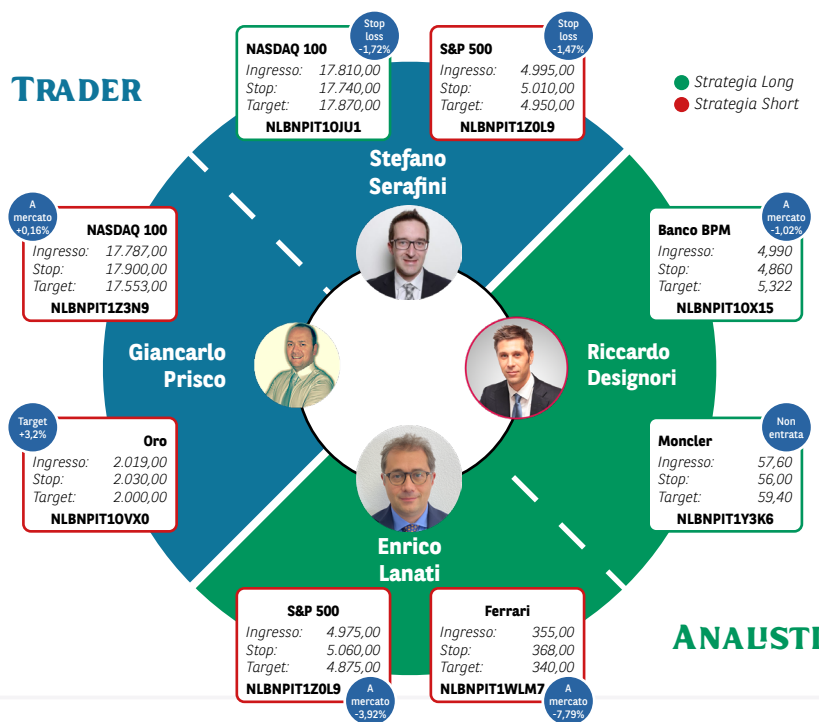 TRADER
Stop
loss
-1,72%
NASDAQ 100
Ingresso: 17.810,00
Stop: 17.740,00
Target: 17.870,00
NLBNPIT10JU1
Stop
loss
-1,47%
S&P 500
Ingresso: 4.995,00
Stop: 5.010,00
Target: 4.950,00
NLBNPIT1Z0L9
Strategia Long
Strategia Short
Stefano
Serafini
A
mercato
+0,16%
NASDAQ 100
Ingresso: 17.787,00
Stop: 17.900,00
Target: 17.553,00
NLBNPIT1Z3N9
A
mercato
-1,02%
Banco BPM
Ingresso: 4,990
Stop: 4,860
Target: 5,322
NLBNPIT10X15
Giancarlo
Prisco
Riccardo
Designori
Target
+3,2%
Oro
Ingresso: 2.019,00
Stop: 2.030,00
Target: 2.000,00
NLBNPIT10VX0
Non
entrata
Moncler
Ingresso: 57,60
Stop: 56,00
Target: 59,40
NLBNPIT1Y3K6
Enrico
Lanati
S&P 500
Ingresso: 4.975,00
Stop: 5.060,00
Target: 4.875,00
NLBNPIT1Z0L9
A
mercato
-3,92%
Ferrari
Ingresso: 355,00
Stop: 368,00
Target: 340,00
NLBNPIT1WLM7
A
mercato
-7,79%
ANALISTI